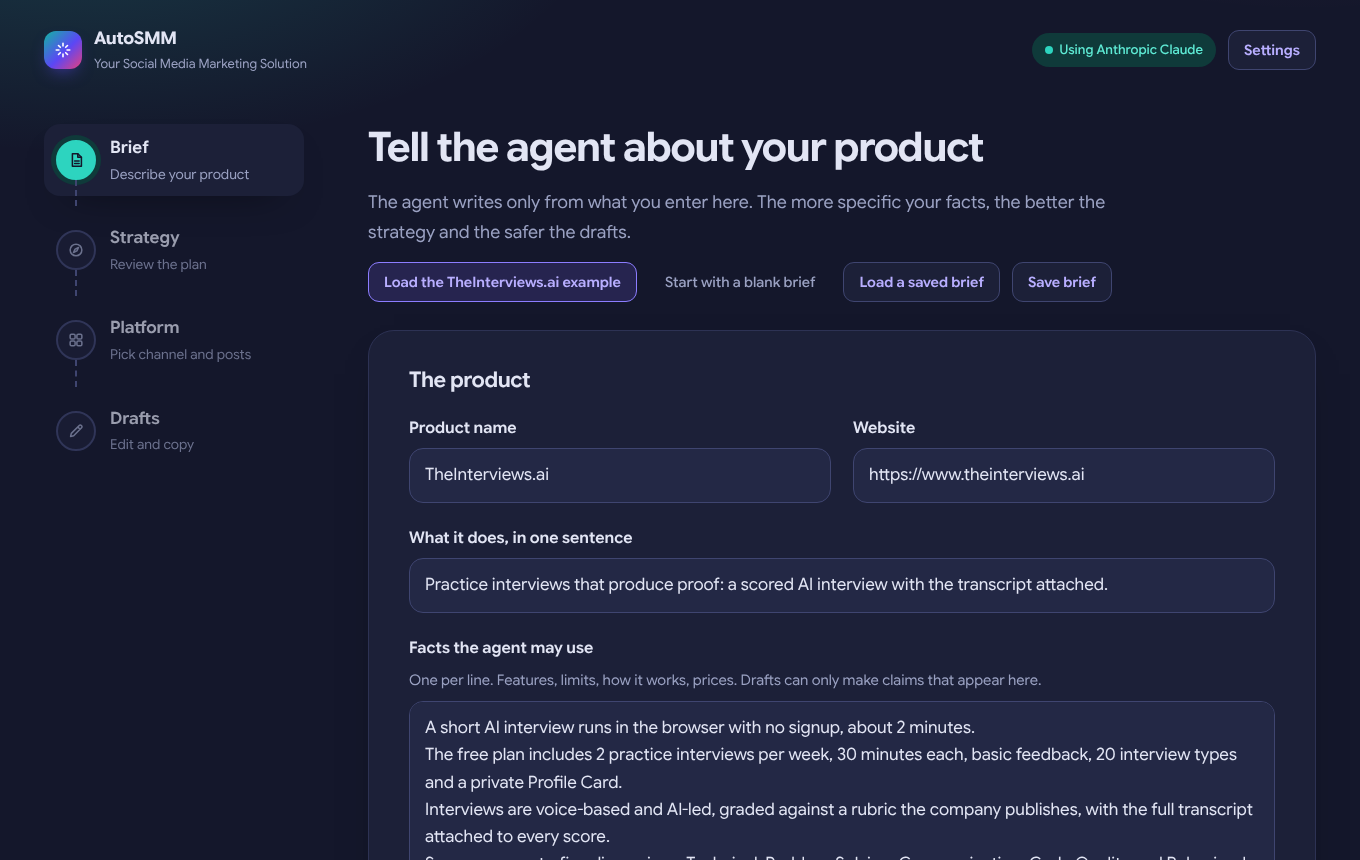 AutoSMM
Your Social Media Marketing Solution
Using Anthropic Claude
Settings
Brief
Describe your product
Strategy
Review the plan
Platform
Pick channel and posts
Drafts
Edit and copy
Tell the agent about your product
The agent writes only from what you enter here. The more specific your facts, the better the
strategy and the safer the drafts.
Load the TheInterviews.ai example
Start with a blank brief
Load a saved brief
Save brief
The product
Product name
Website
TheInterviews.ai
https://www.theinterviews.ai
What it does, in one sentence
Practice interviews that produce proof: a scored AI interview with the transcript attached.
Facts the agent may use
One per line. Features, limits, how it works, prices. Drafts can only make claims that appear here.
A short AI interview runs in the browser with no signup, about 2 minutes.
The free plan includes 2 practice interviews per week, 30 minutes each, basic feedback, 20 interview types
and a private Profile Card.
Interviews are voice-based and AI-led, graded against a rubric the company publishes, with the full transcript
attached to every score.